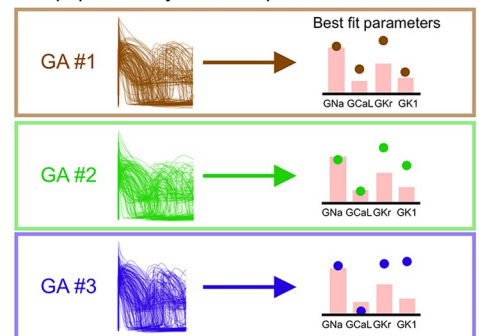 Best fit parameters
GA #1
GNa GCaL GKr GK1
GA #2
GNa GCaL GKr GK1
GA #3
GNa GCaL GKr GK1